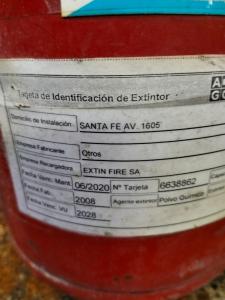 Tarjeta de Identificación de Extintor
Domicilio de Instalación: SANTA FE AV. 1605
Empresa Fabricante Otros
Empresa Recargadora EXTIN FIRE SA
Fecha Venc. Mant. 06/2020 Nº Tarjeta 6638862
Fecha Fab. 2008 Agente extintor Polvo Químico
Fecha Venc. VU 2028